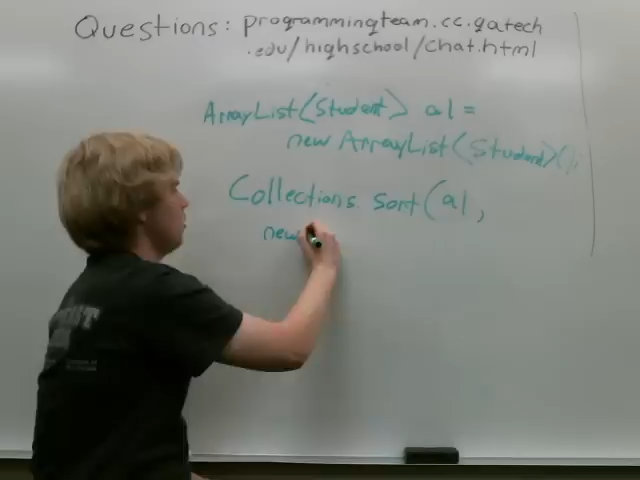 Questions: programmingteam.cc.gatech
.edu/highschool/chat.html
ArrayList<Student> al =
new ArrayList<Student>();
Collections.sort(al,
new